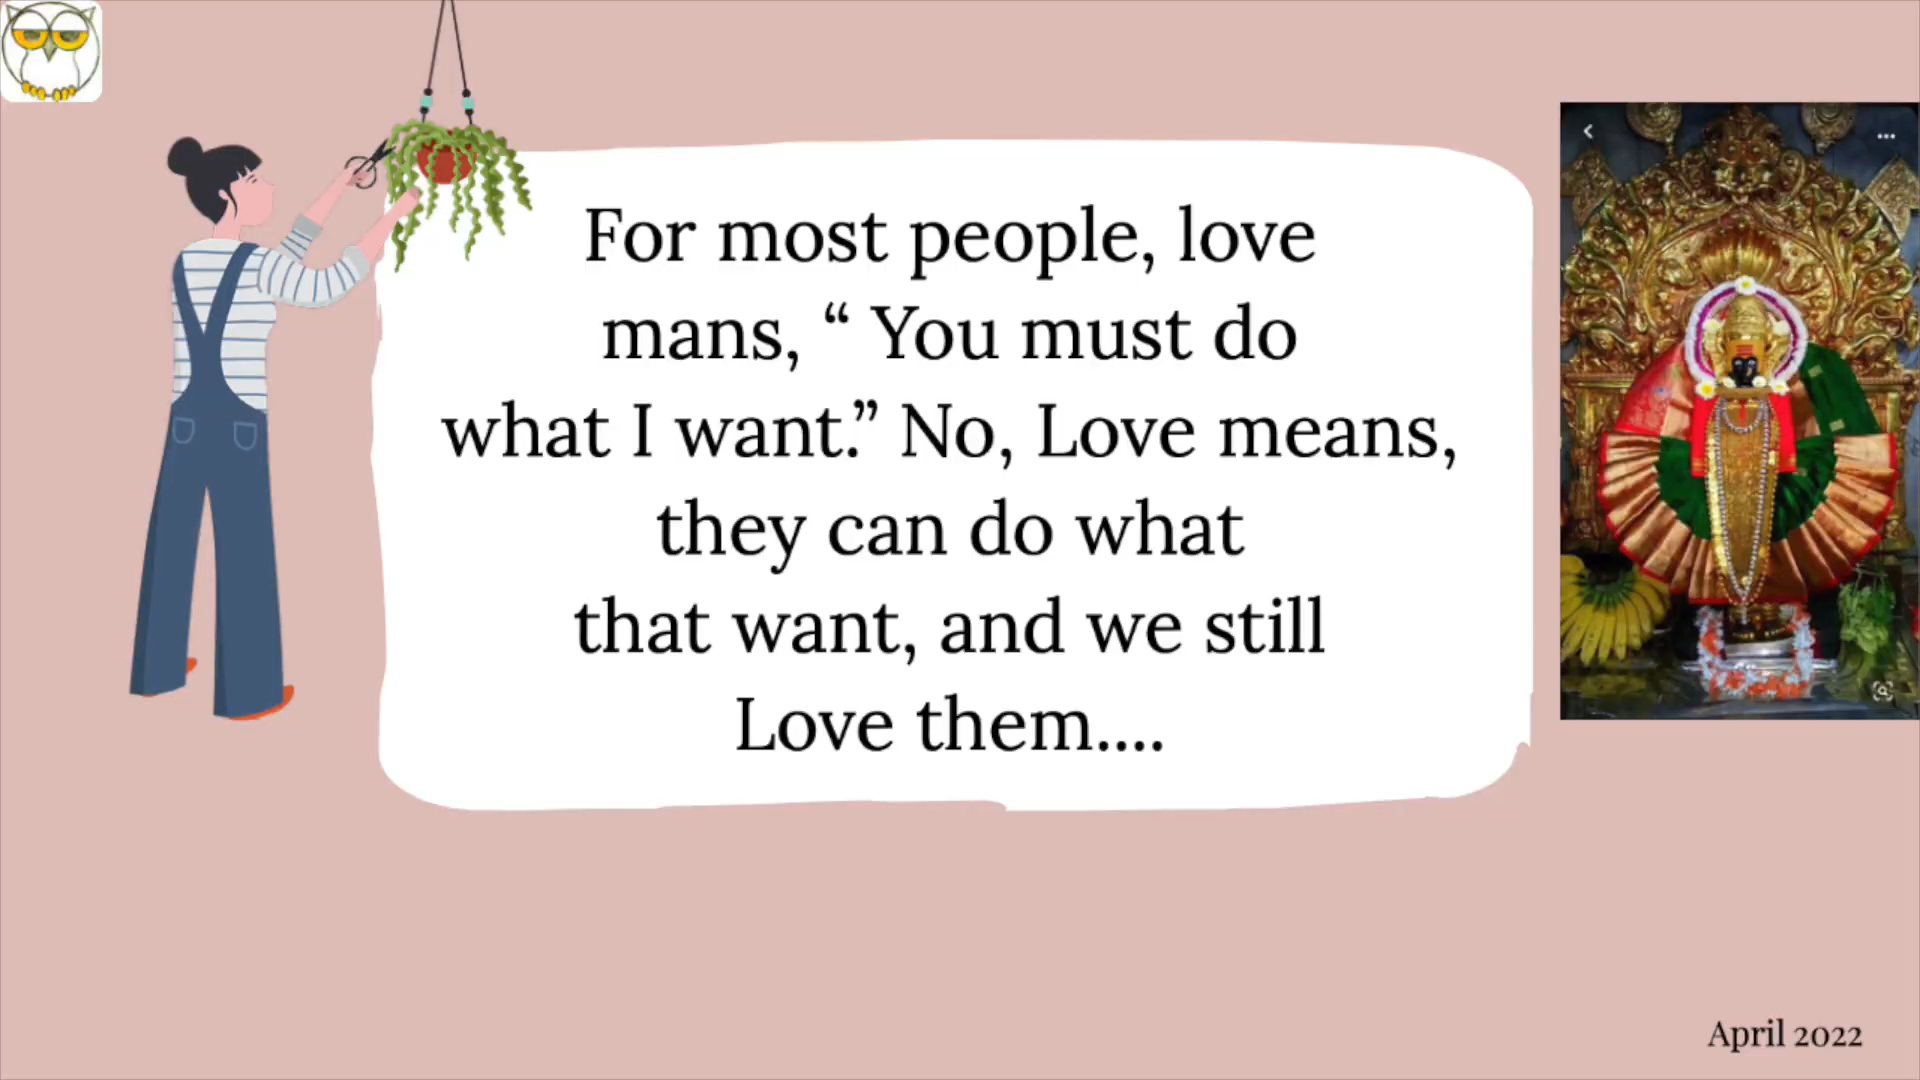 For most people, love
mans, “ You must do
what I want.” No, Love means,
they can do what
that want, and we still
Love them....
April 2022